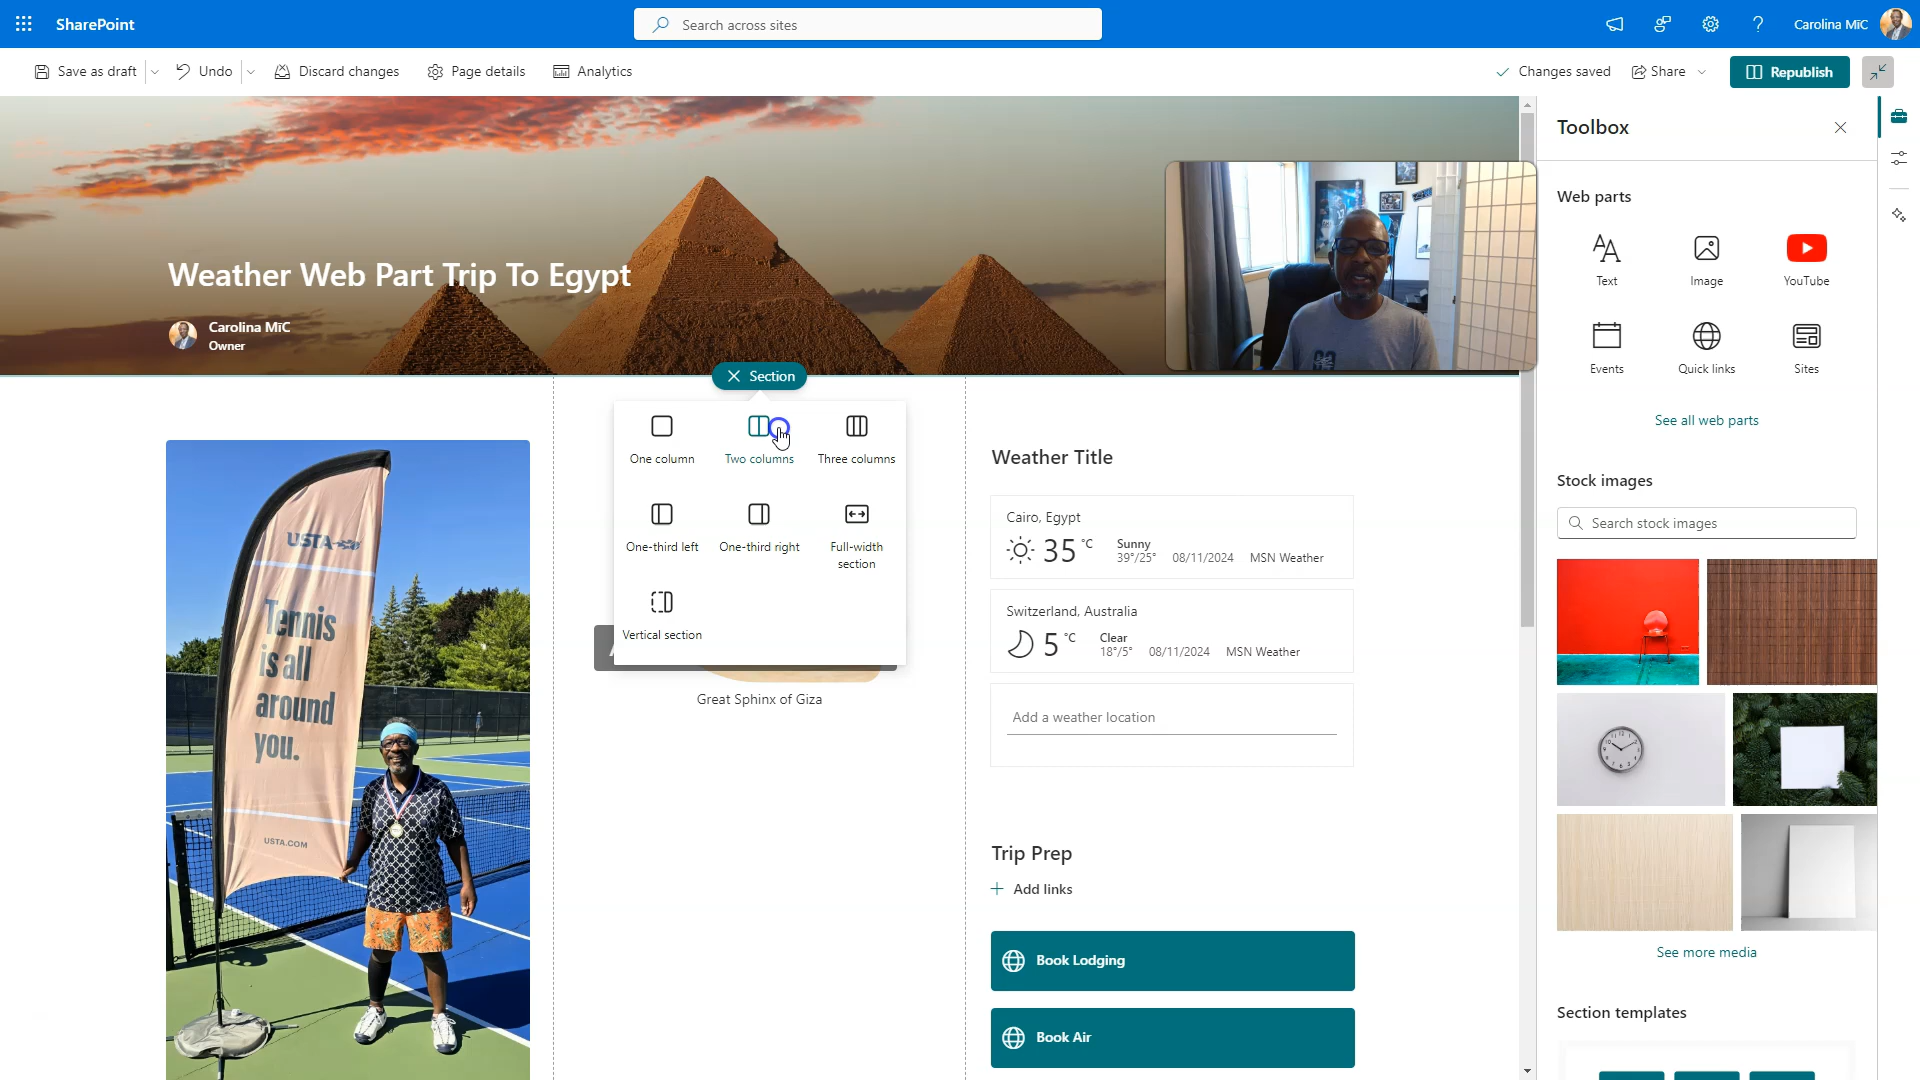 SharePoint
Search across sites
Carolina MiC
Save as draft
Undo
Discard changes
Page details
Analytics
Changes saved
Share
Republish
Weather Web Part Trip To Egypt
Carolina MiC
Owner
Section
One column
Two columns
Three columns
One-third left
One-third right
Full-width
section
Vertical section
Great Sphinx of Giza
USTA
Tennis
is all
around
you.
USTA.COM
Weather Title
Cairo, Egypt
35 °C
Sunny
39°/25° 08/11/2024 MSN Weather
Switzerland, Australia
5 °C
Clear
18°/5° 08/11/2024 MSN Weather
Add a weather location
Trip Prep
Add links
Book Lodging
Book Air
Toolbox
Web parts
Text
Image
YouTube
Events
Quick links
Sites
See all web parts
Stock images
Search stock images
See more media
Section templates